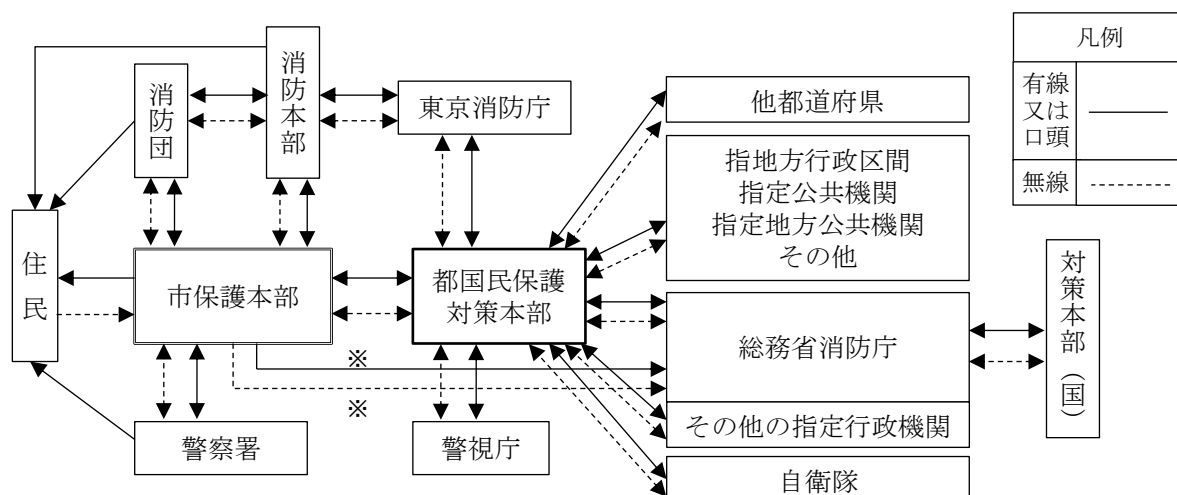 消防本部
消防団
東京消防庁
他都道府県
指地方行政区間
指定公共機関
指定地方公共機関
その他
凡例
有線
又は
口頭
無線
住民
市保護本部
都国民保護
対策本部
総務省消防庁
対策本部（国）
※
※
その他の指定行政機関
警察署
警視庁
自衛隊